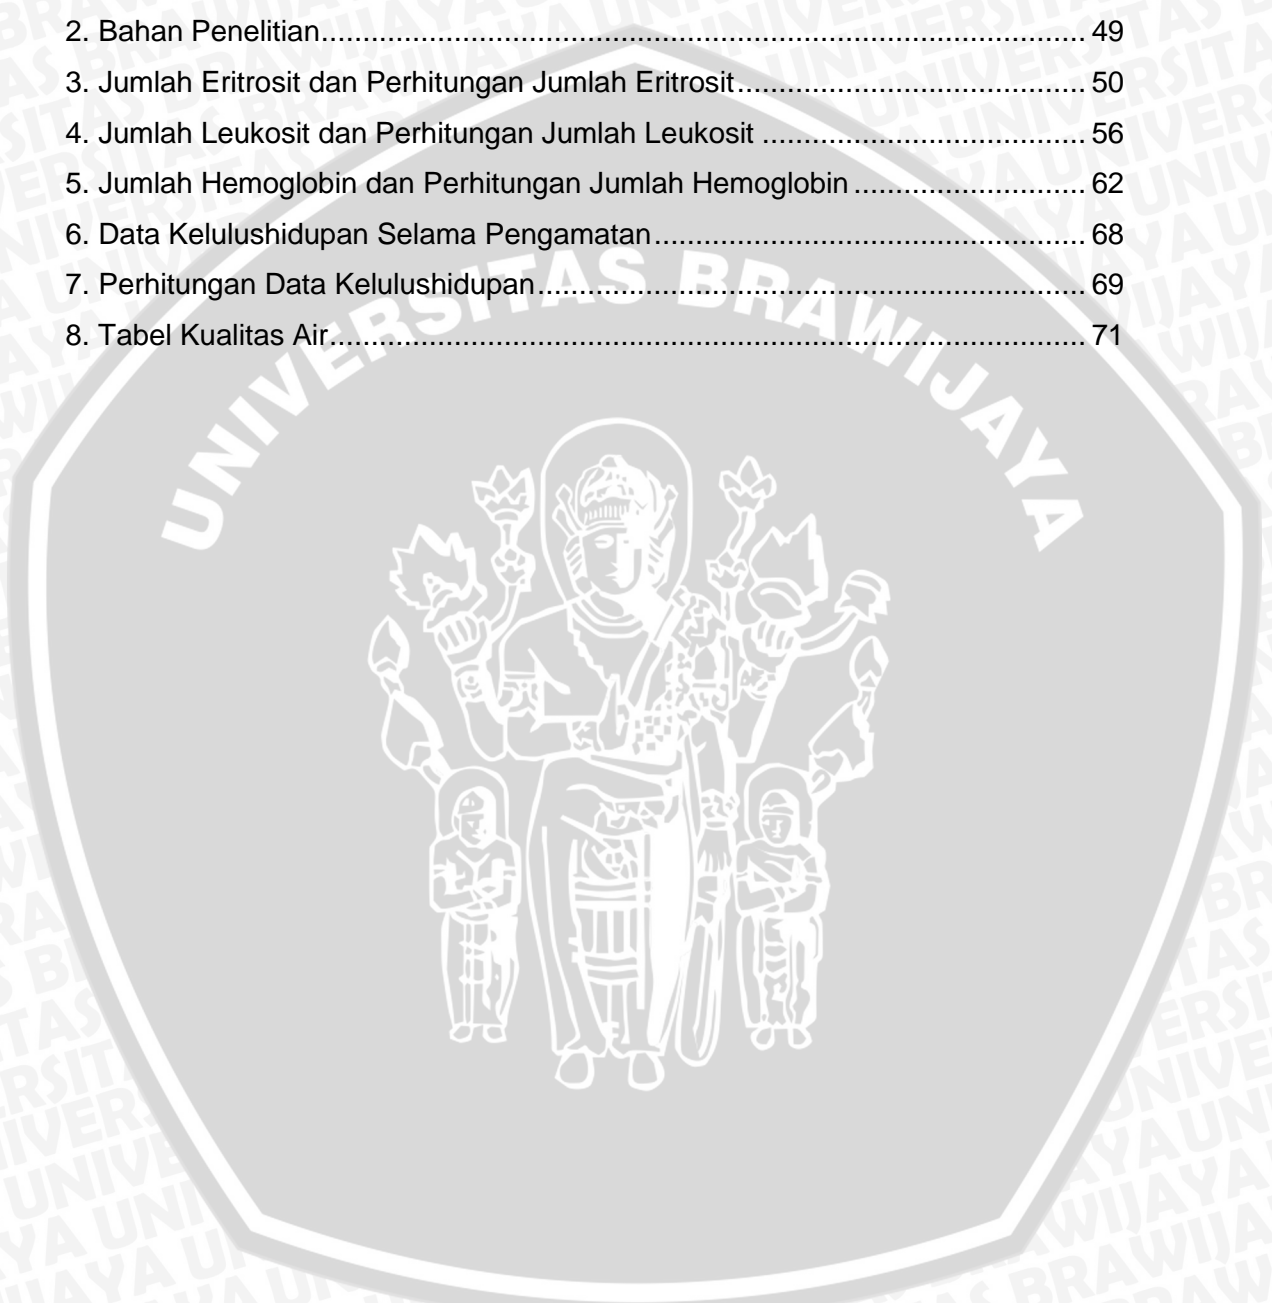 2. Bahan Penelitian............................................................................................. 49
3. Jumlah Eritrosit dan Perhitungan Jumlah Eritrosit.......................................... 50
4. Jumlah Leukosit dan Perhitungan Jumlah Leukosit ....................................... 56
5. Jumlah Hemoglobin dan Perhitungan Jumlah Hemoglobin ............................ 62
6. Data Kelulushidupan Selama Pengamatan.................................................... 68
7. Perhitungan Data Kelulushidupan.................................................................. 69
8. Tabel Kualitas Air........................................................................................... 71
UNIVERSITAS BRAWIJAYA